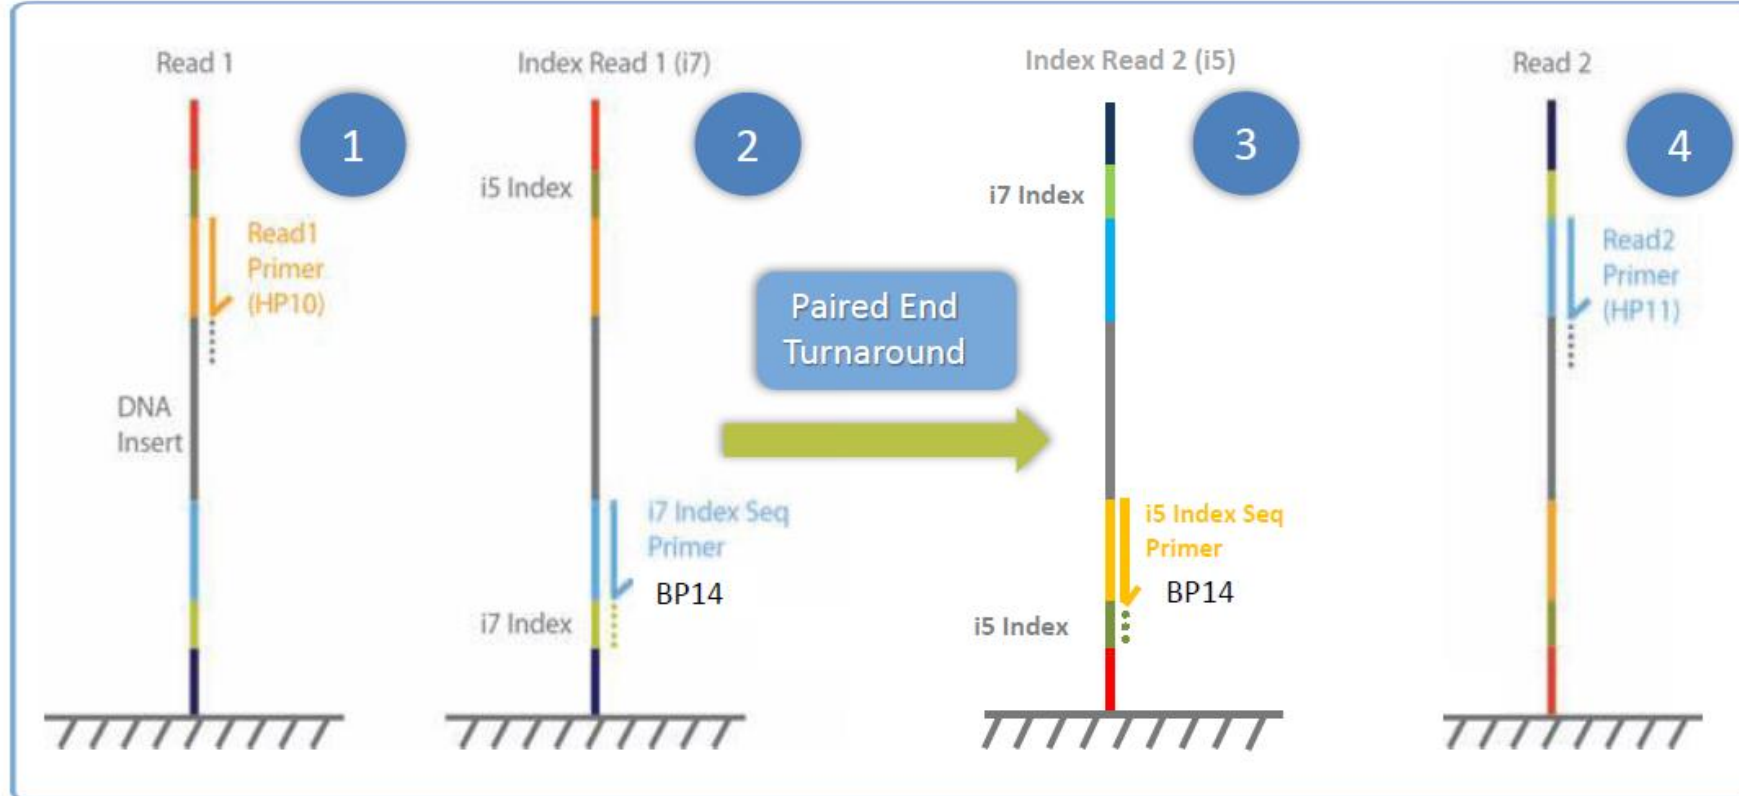 Read 1
1
Read1
Primer
(HP10)
DNA
Insert
Index Read 1 (i7)
2
i5 Index
i7 Index Seq
Primer
BP14
i7 Index
Paired End
Turnaround
Index Read 2 (i5)
3
i7 Index
i5 Index Seq
Primer
BP14
i5 Index
Read 2
4
Read2
Primer
(HP11)